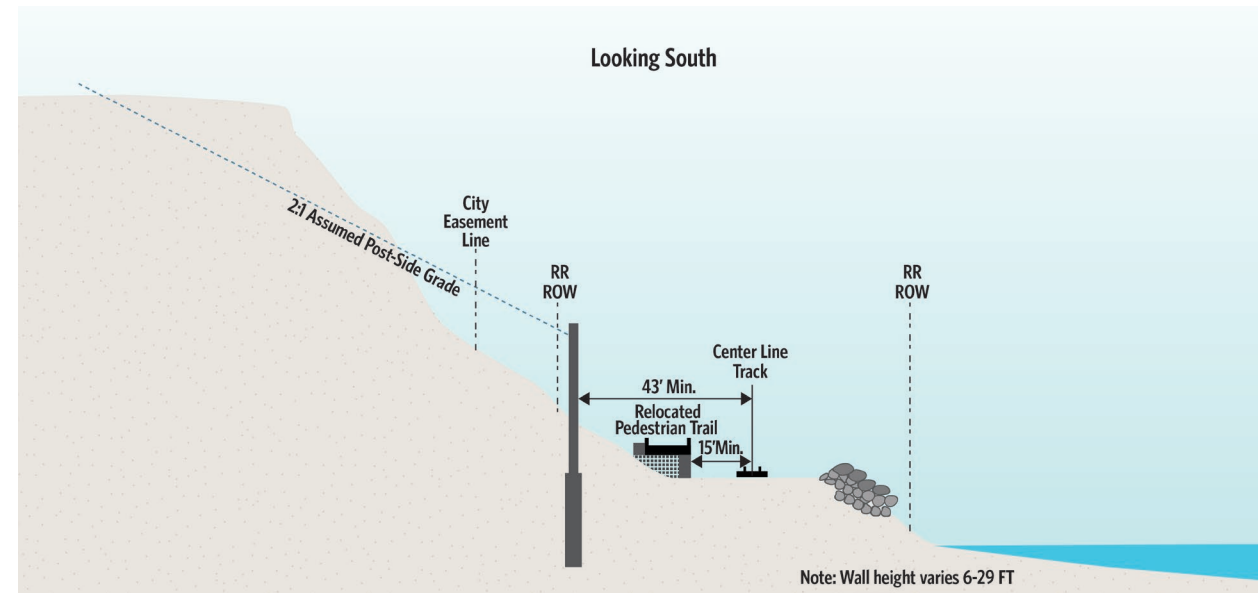 Looking South
2:1 Assumed Post-Side Grade
City
Easement
Line
RR
ROW
RR
ROW
Center Line
Track
43' Min.
Relocated
Pedestrian Trail
15'Min.
Note: Wall height varies 6-29 FT